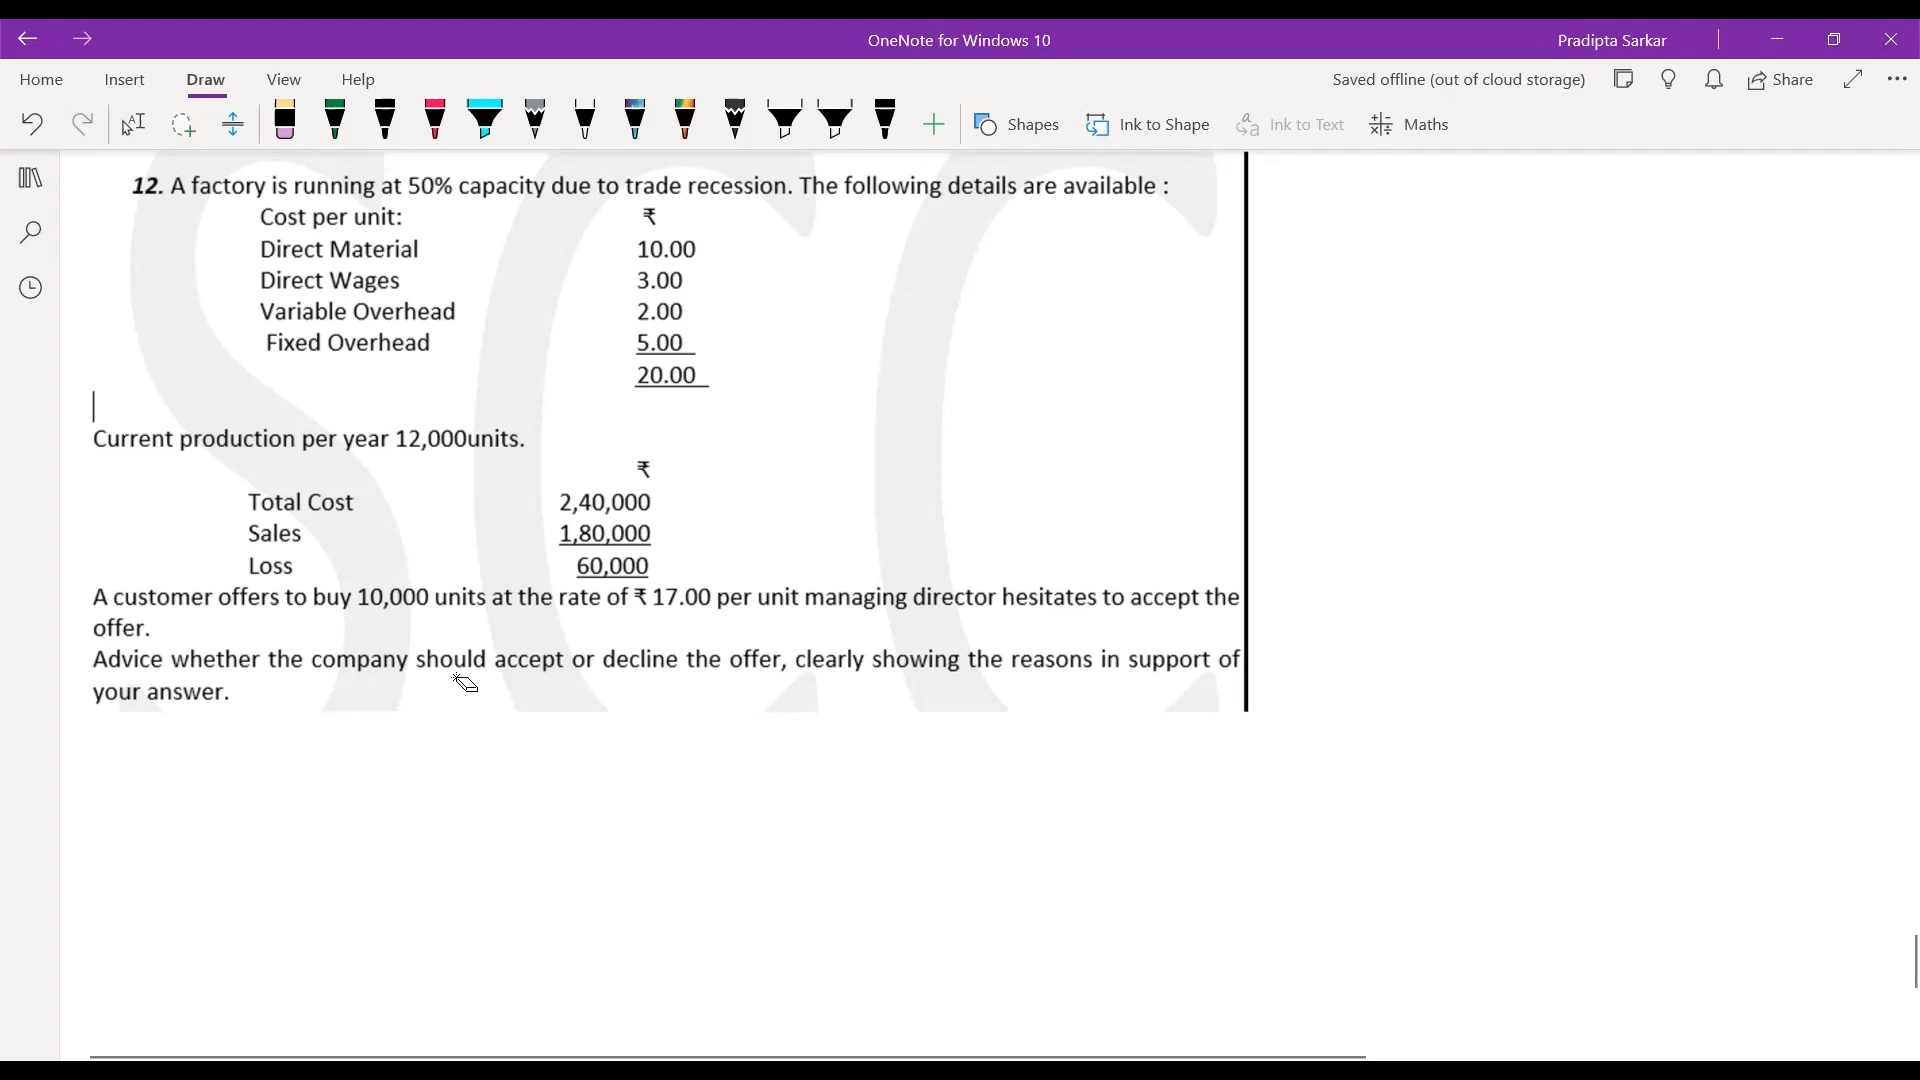 OneNote for Windows 10
Pradipta Sarkar
Home Insert Draw View Help
Saved offline (out of cloud storage)
Share
Shapes
Ink to Shape
Ink to Text
Maths
12. A factory is running at 50% capacity due to trade recession. The following details are available :
Cost per unit: ₹
Direct Material 10.00
Direct Wages 3.00
Variable Overhead 2.00
Fixed Overhead 5.00
20.00
Current production per year 12,000units.
₹
Total Cost 2,40,000
Sales 1,80,000
Loss 60,000
A customer offers to buy 10,000 units at the rate of ₹ 17.00 per unit managing director hesitates to accept the
offer.
Advice whether the company should accept or decline the offer, clearly showing the reasons in support of
your answer.
SCC